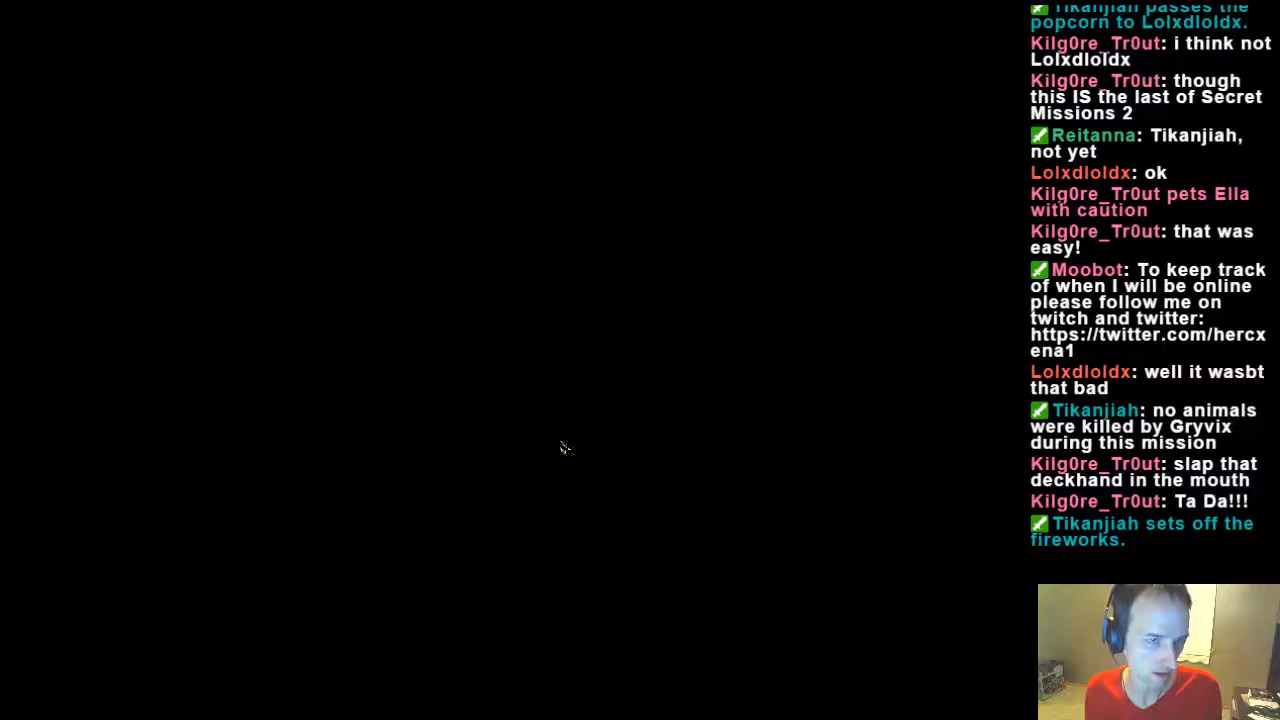 Tikanjiah passes the
popcorn to Lolxdloldx.
Kilg0re_Tr0ut: i think not
Lolxdloldx
Kilg0re_Tr0ut: though
this IS the last of Secret
Missions 2
Reitanna: Tikanjiah,
not yet
Lolxdloldx: ok
Kilg0re_Tr0ut pets Ella
with caution
Kilg0re_Tr0ut: that was
easy!
Moobot: To keep track
of when I will be online
please follow me on
twitch and twitter:
https://twitter.com/hercx
ena1
Lolxdloldx: well it wasbt
that bad
Tikanjiah: no animals
were killed by Gryvix
during this mission
Kilg0re_Tr0ut: slap that
deckhand in the mouth
Kilg0re_Tr0ut: Ta Da!!!
Tikanjiah sets off the
fireworks.